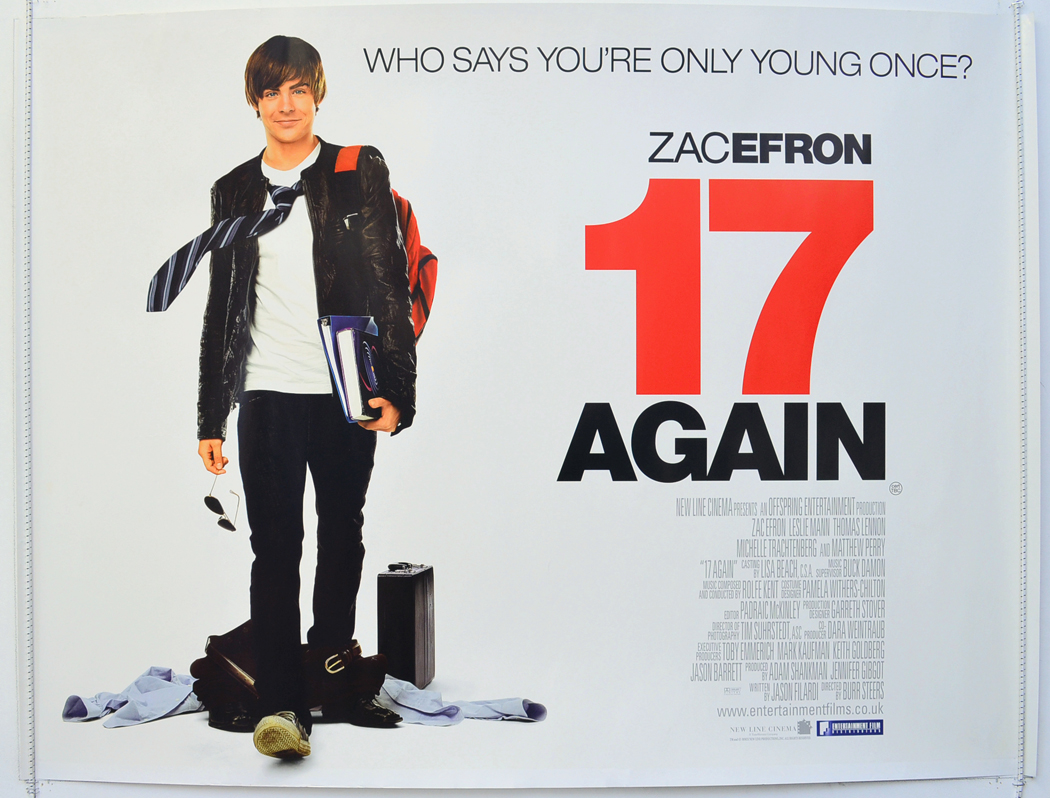 WHO SAYS YOU'RE ONLY YOUNG ONCE?
ZACEFRON
17
AGAIN
NEW LINE CINEMA PRESENTS AN OFFSPRING ENTERTAINMENT PRODUCTION
ZAC EFRON LESLIE MANN THOMAS LENNON
MICHELLE TRACHTENBERG AND MATTHEW PERRY
"17 AGAIN" CASTING BY LISA BEACH, C.S.A. MUSIC SUPERVISOR BUCK DAMON
MUSIC COMPOSED AND CONDUCTED BY ROLFE KENT COSTUME DESIGNER PAMELA WITHERS-CHILTON
EDITOR PADRAIC McKINLEY PRODUCTION DESIGNER GARRETH STOVER
DIRECTOR OF PHOTOGRAPHY TIM SUHRSTEDT, ASC CO-PRODUCER DARA WEINTRAUB
EXECUTIVE PRODUCERS TOBY EMMERICH MARK KAUFMAN KEITH GOLDBERG
JASON BARRETT PRODUCED BY ADAM SHANKMAN JENNIFER GIBGOT
WRITTEN BY JASON FILARDI DIRECTED BY BURR STEERS
www.entertainmentfilms.co.uk
NEW LINE CINEMA
ENTERTAINMENT FILM
DISTRIBUTORS